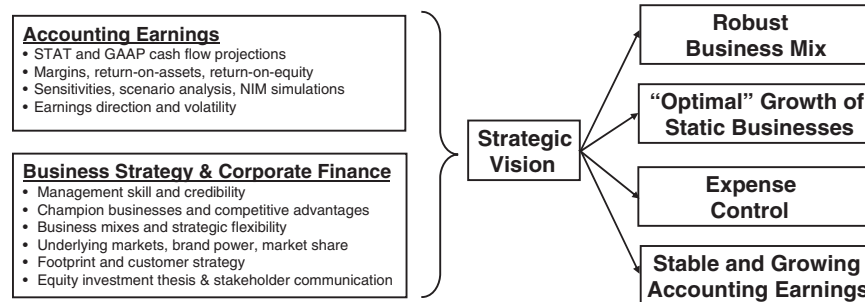 Accounting Earnings
• STAT and GAAP cash flow projections
• Margins, return-on-assets, return-on-equity
• Sensitivities, scenario analysis, NIM simulations
• Earnings direction and volatility
Business Strategy & Corporate Finance
• Management skill and credibility
• Champion businesses and competitive advantages
• Business mixes and strategic flexibility
• Underlying markets, brand power, market share
• Footprint and customer strategy
• Equity investment thesis & stakeholder communication
Strategic
Vision
Robust
Business Mix
“Optimal” Growth of
Static Businesses
Expense
Control
Stable and Growing
Accounting Earnings